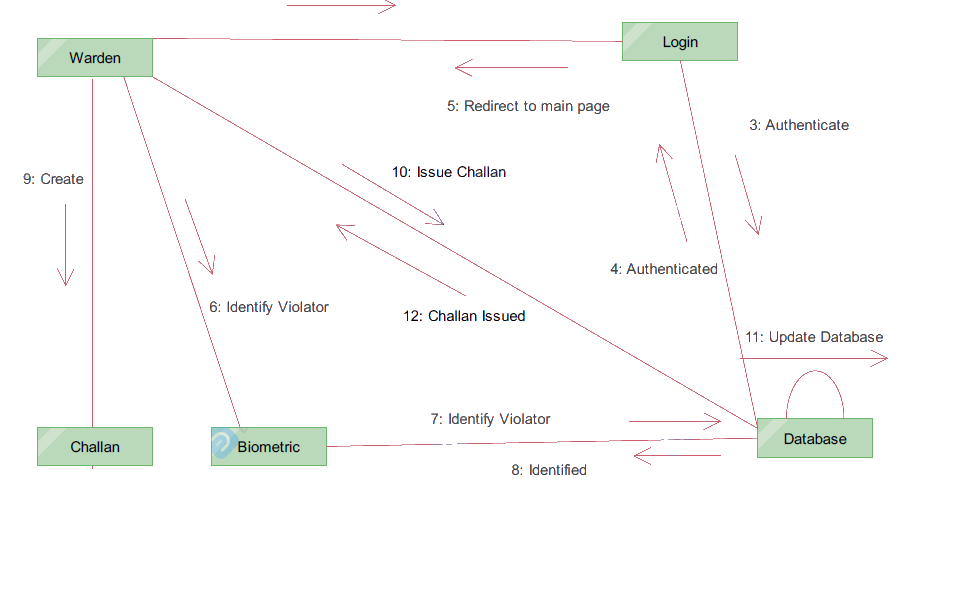 Warden
Login
5: Redirect to main page
3: Authenticate
10: Issue Challan
9: Create
4: Authenticated
6: Identify Violator
12: Challan Issued
11: Update Database
7: Identify Violator
Challan
Biometric
Database
8: Identified